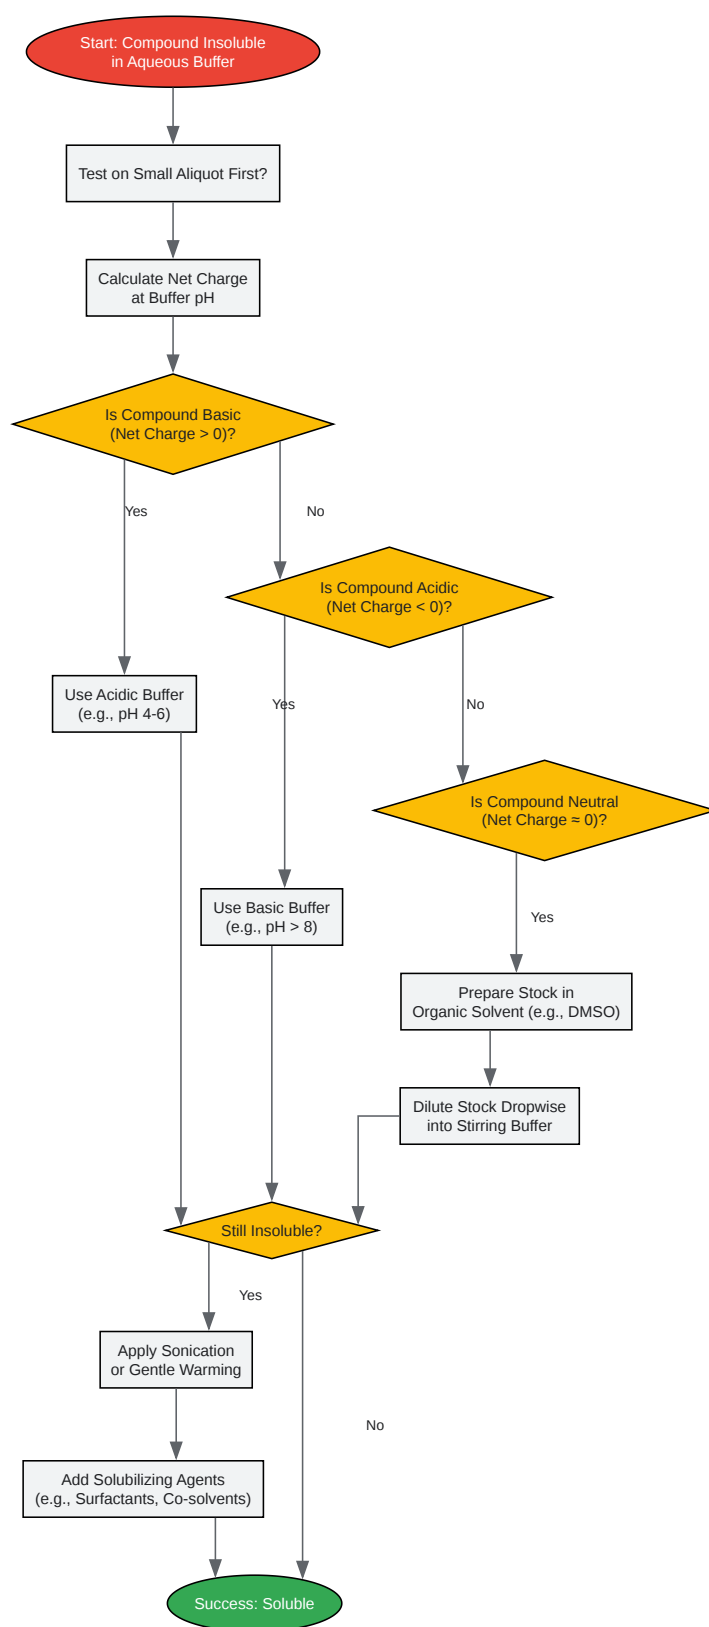 Start: Compound Insoluble
in Aqueous Buffer
Test on Small Aliquot First?
Calculate Net Charge
at Buffer pH
Is Compound Basic
(Net Charge > 0)?
Yes
No
Is Compound Acidic
(Net Charge < 0)?
Use Acidic Buffer
(e.g., pH 4-6)
Yes
No
Is Compound Neutral
(Net Charge ≈ 0)?
Use Basic Buffer
(e.g., pH > 8)
Yes
Prepare Stock in
Organic Solvent (e.g., DMSO)
Dilute Stock Dropwise
into Stirring Buffer
Still Insoluble?
Yes
Apply Sonication
or Gentle Warming
No
Add Solubilizing Agents
(e.g., Surfactants, Co-solvents)
Success: Soluble